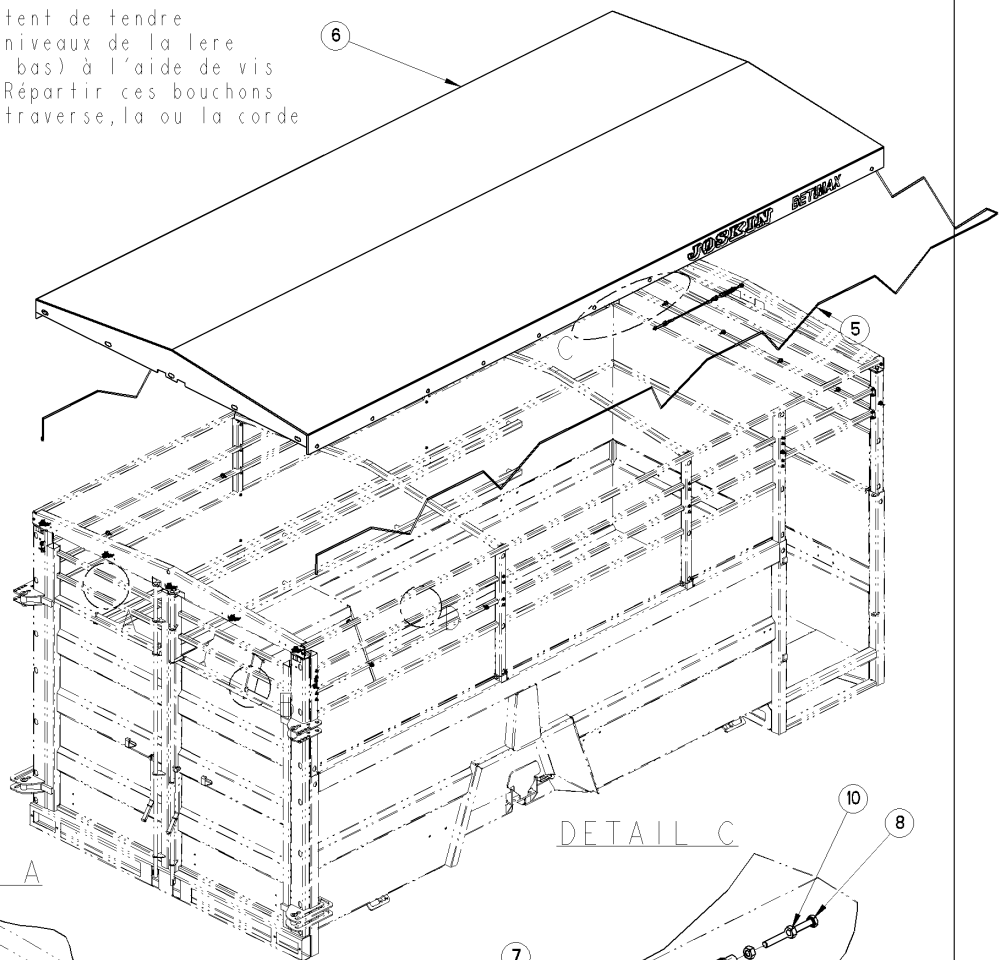 tent de tendre
niveaux de la 1ere
bas) à l'aide de vis
Répartir ces bouchons
traverse, la ou la corde
6
JOSKIN BETIMAX
5
C
DETAIL C
10
8
A
7